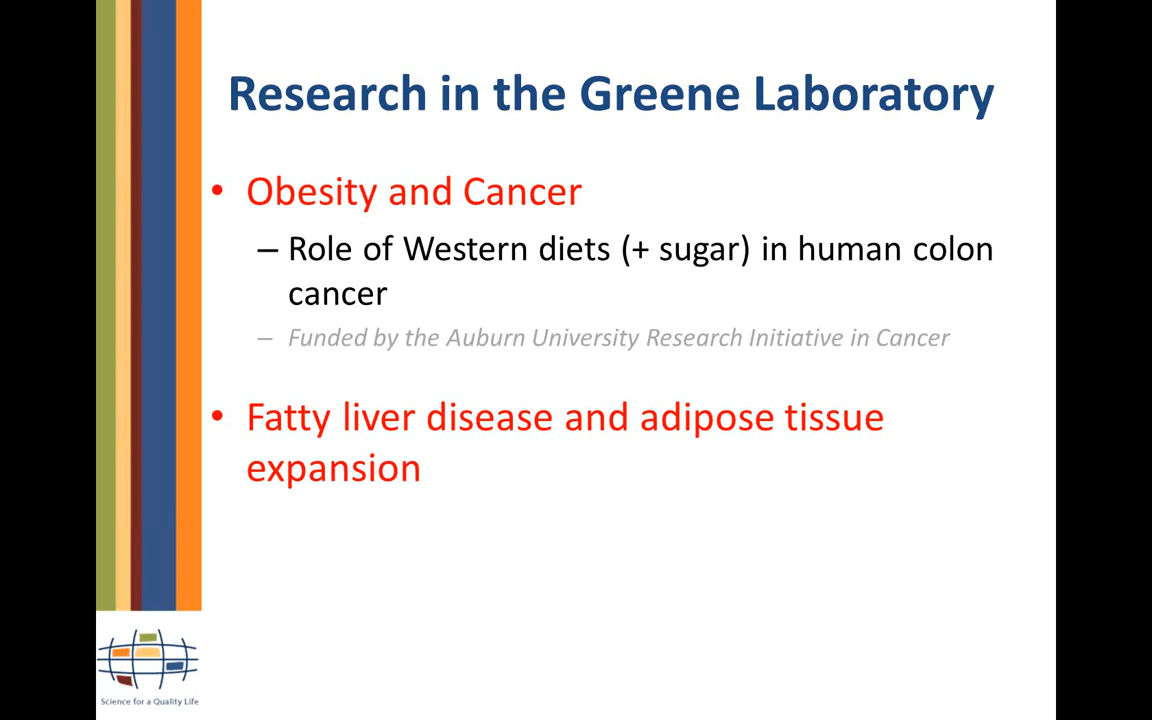 Research in the Greene Laboratory
• Obesity and Cancer
– Role of Western diets (+ sugar) in human colon
cancer
– Funded by the Auburn University Research Initiative in Cancer
• Fatty liver disease and adipose tissue
expansion
Science for a Quality Life